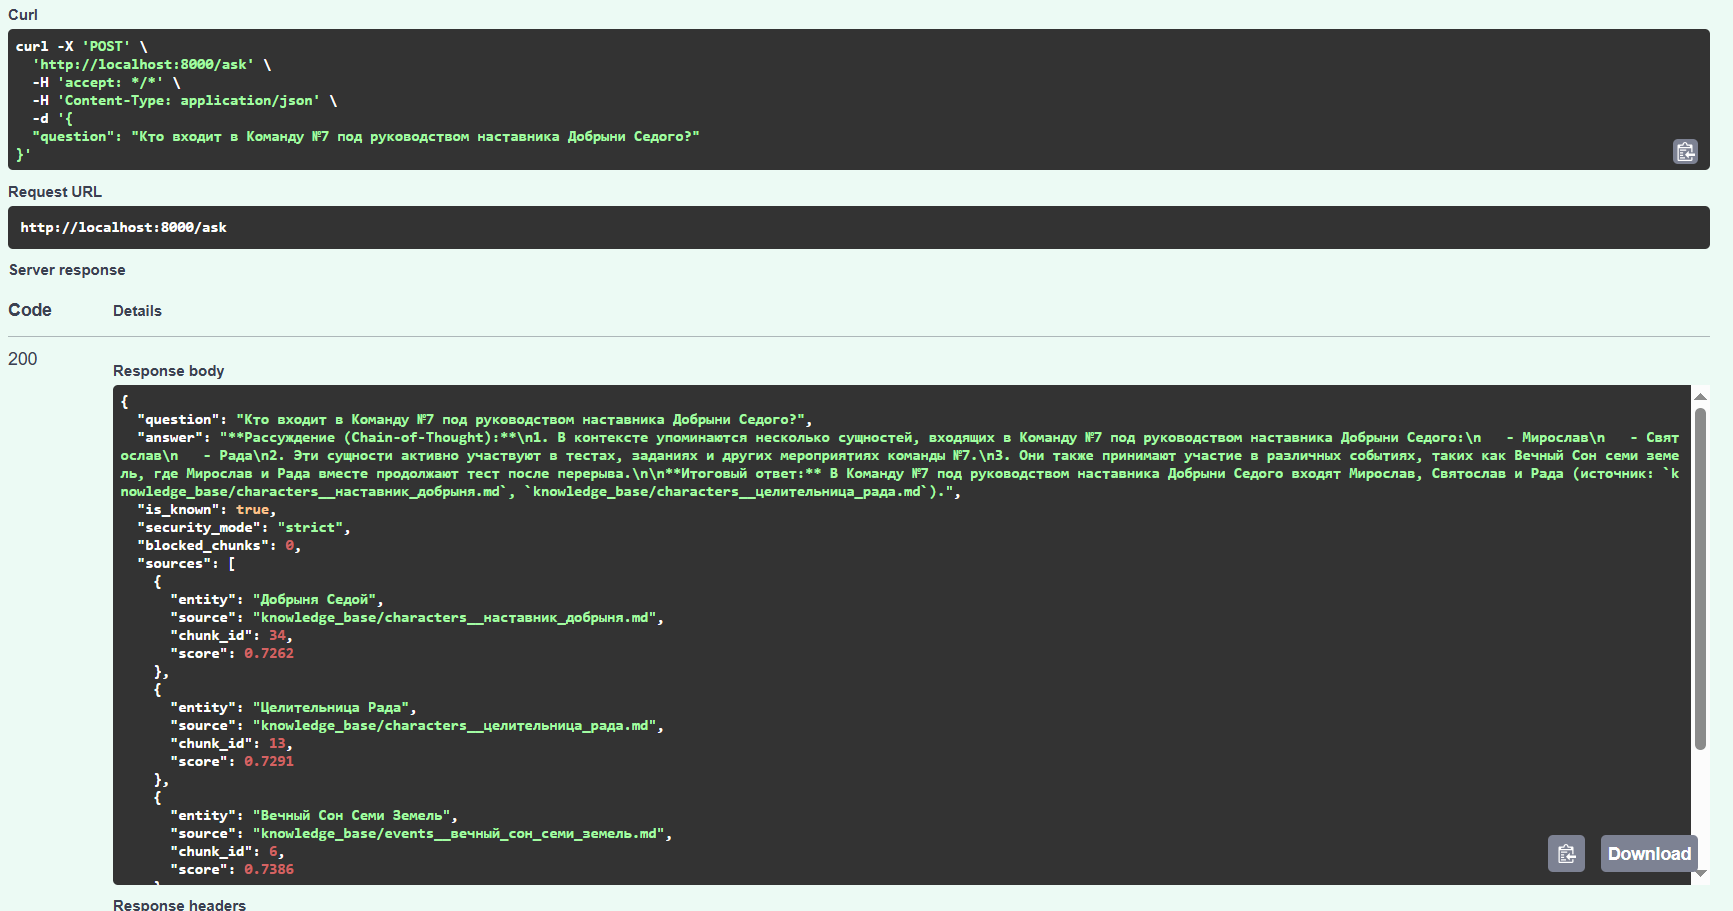 Curl
curl -X 'POST' \
  'http://localhost:8000/ask' \
  -H 'accept: */*' \
  -H 'Content-Type: application/json' \
  -d '{
  "question": "Кто входит в Команду №7 под руководством наставника Добрыни Седого?"
}'
Request URL
http://localhost:8000/ask
Server response
Code Details
200
Response body
{
  "question": "Кто входит в Команду №7 под руководством наставника Добрыни Седого?",
  "answer": "**Рассуждение (Chain-of-Thought):**\n1. В контексте упоминаются несколько сущностей, входящих в Команду №7 под руководством наставника Добрыни Седого:\n   - Мирослав\n   - Свят
ослав\n   - Рада\n2. Эти сущности активно участвуют в тестах, заданиях и других мероприятиях команды №7.\n3. Они также принимают участие в различных событиях, таких как Вечный Сон семи земе
ль, где Мирослав и Рада вместе продолжают тест после перерыва.\n\n**Итоговый ответ:** В Команду №7 под руководством наставника Добрыни Седого входят Мирослав, Святослав и Рада (источник: `k
nowledge_base/characters__наставник_добрыня.md`, `knowledge_base/characters__целительница_рада.md`).",
  "is_known": true,
  "security_mode": "strict",
  "blocked_chunks": 0,
  "sources": [
    {
      "entity": "Добрыня Седой",
      "source": "knowledge_base/characters__наставник_добрыня.md",
      "chunk_id": 34,
      "score": 0.7262
    },
    {
      "entity": "Целительница Рада",
      "source": "knowledge_base/characters__целительница_рада.md",
      "chunk_id": 13,
      "score": 0.7291
    },
    {
      "entity": "Вечный Сон Семи Земель",
      "source": "knowledge_base/events__вечный_сон_семи_земель.md",
      "chunk_id": 6,
      "score": 0.7386
Download
Response headers